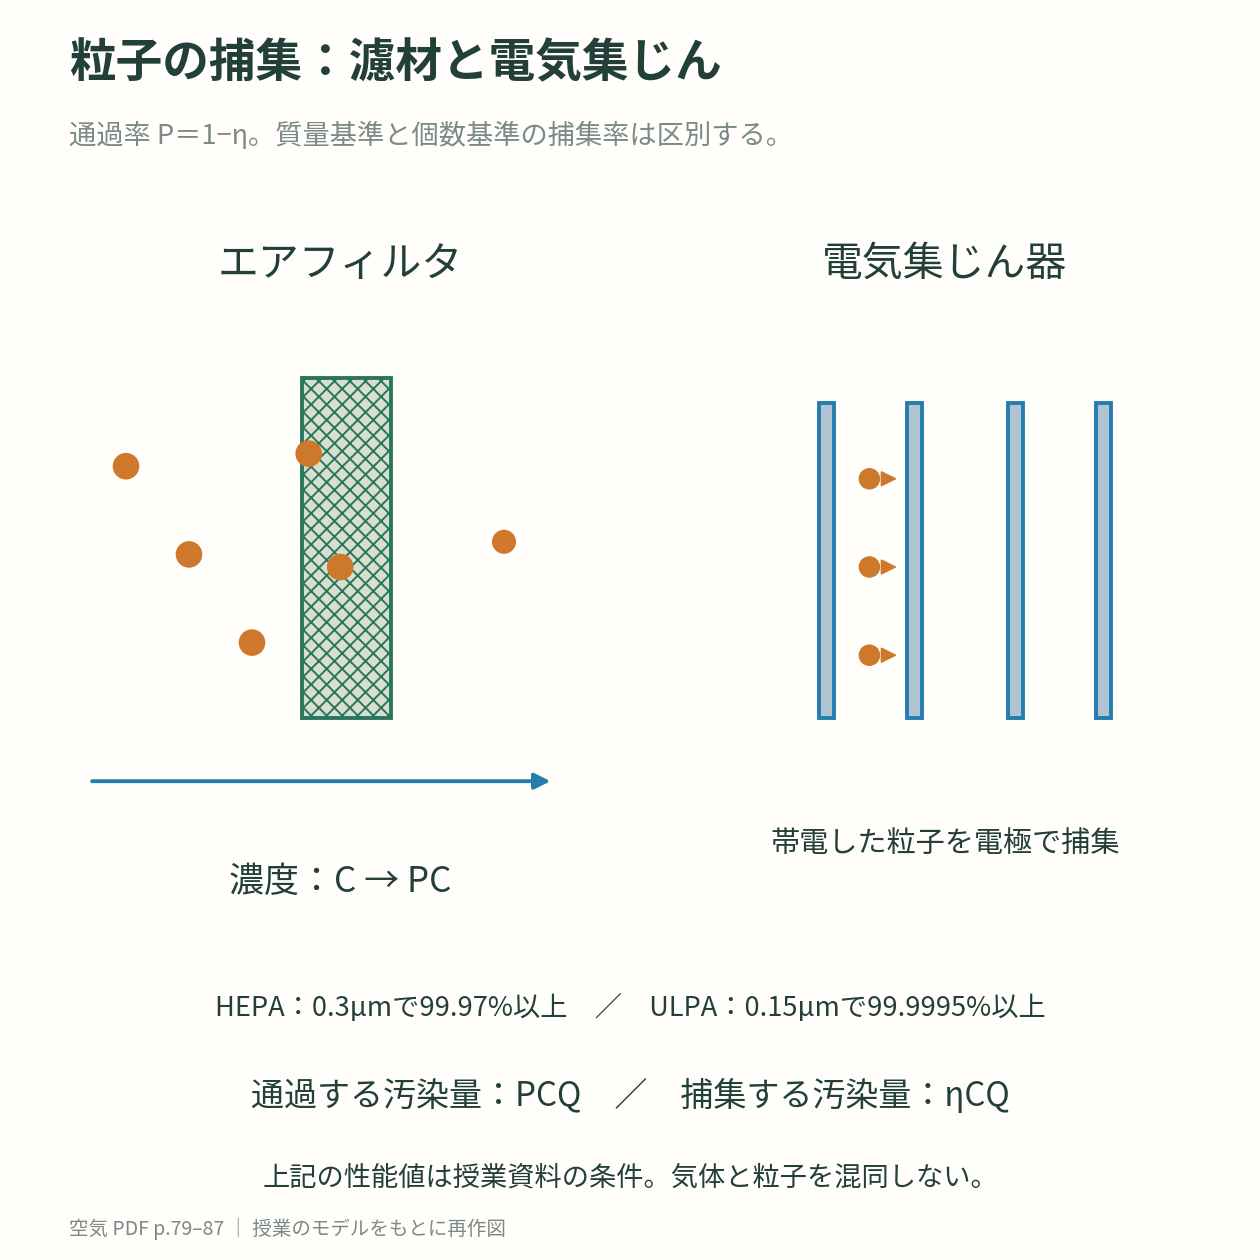 粒子の捕集：濾材と電気集じん
通過率 P＝1−η。質量基準と個数基準の捕集率は区別する。
エアフィルタ
電気集じん器
帯電した粒子を電極で捕集
濃度：C → PC
HEPA：0.3μmで99.97%以上　／　ULPA：0.15μmで99.9995%以上
通過する汚染量：PCQ　／　捕集する汚染量：ηCQ
上記の性能値は授業資料の条件。気体と粒子を混同しない。
空気 PDF p.79–87 ｜ 授業のモデルをもとに再作図